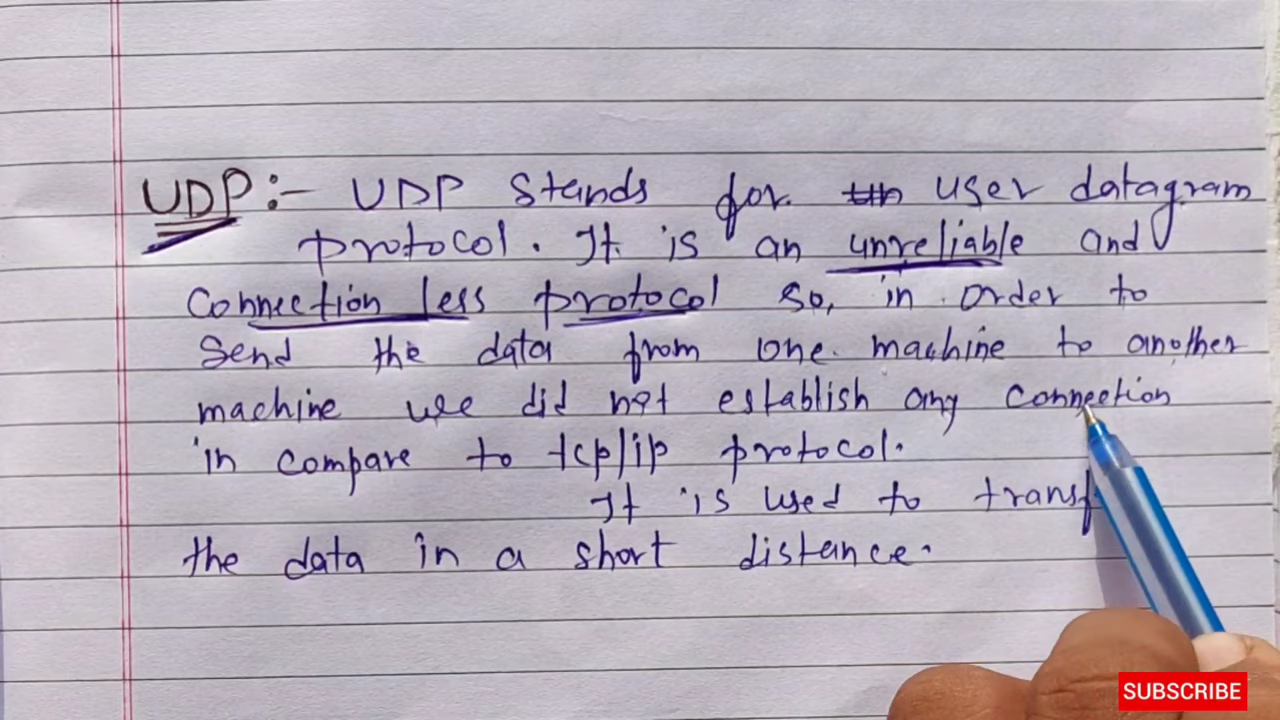 UDP:- UDP stands for user datagram
protocol. It is an unreliable and
Connection less protocol so, in order to
Send the data from one machine to another
machine we did not establish any connection
in compare to tcp/ip protocol.
It is used to transf
the data in a short distance.
SUBSCRIBE